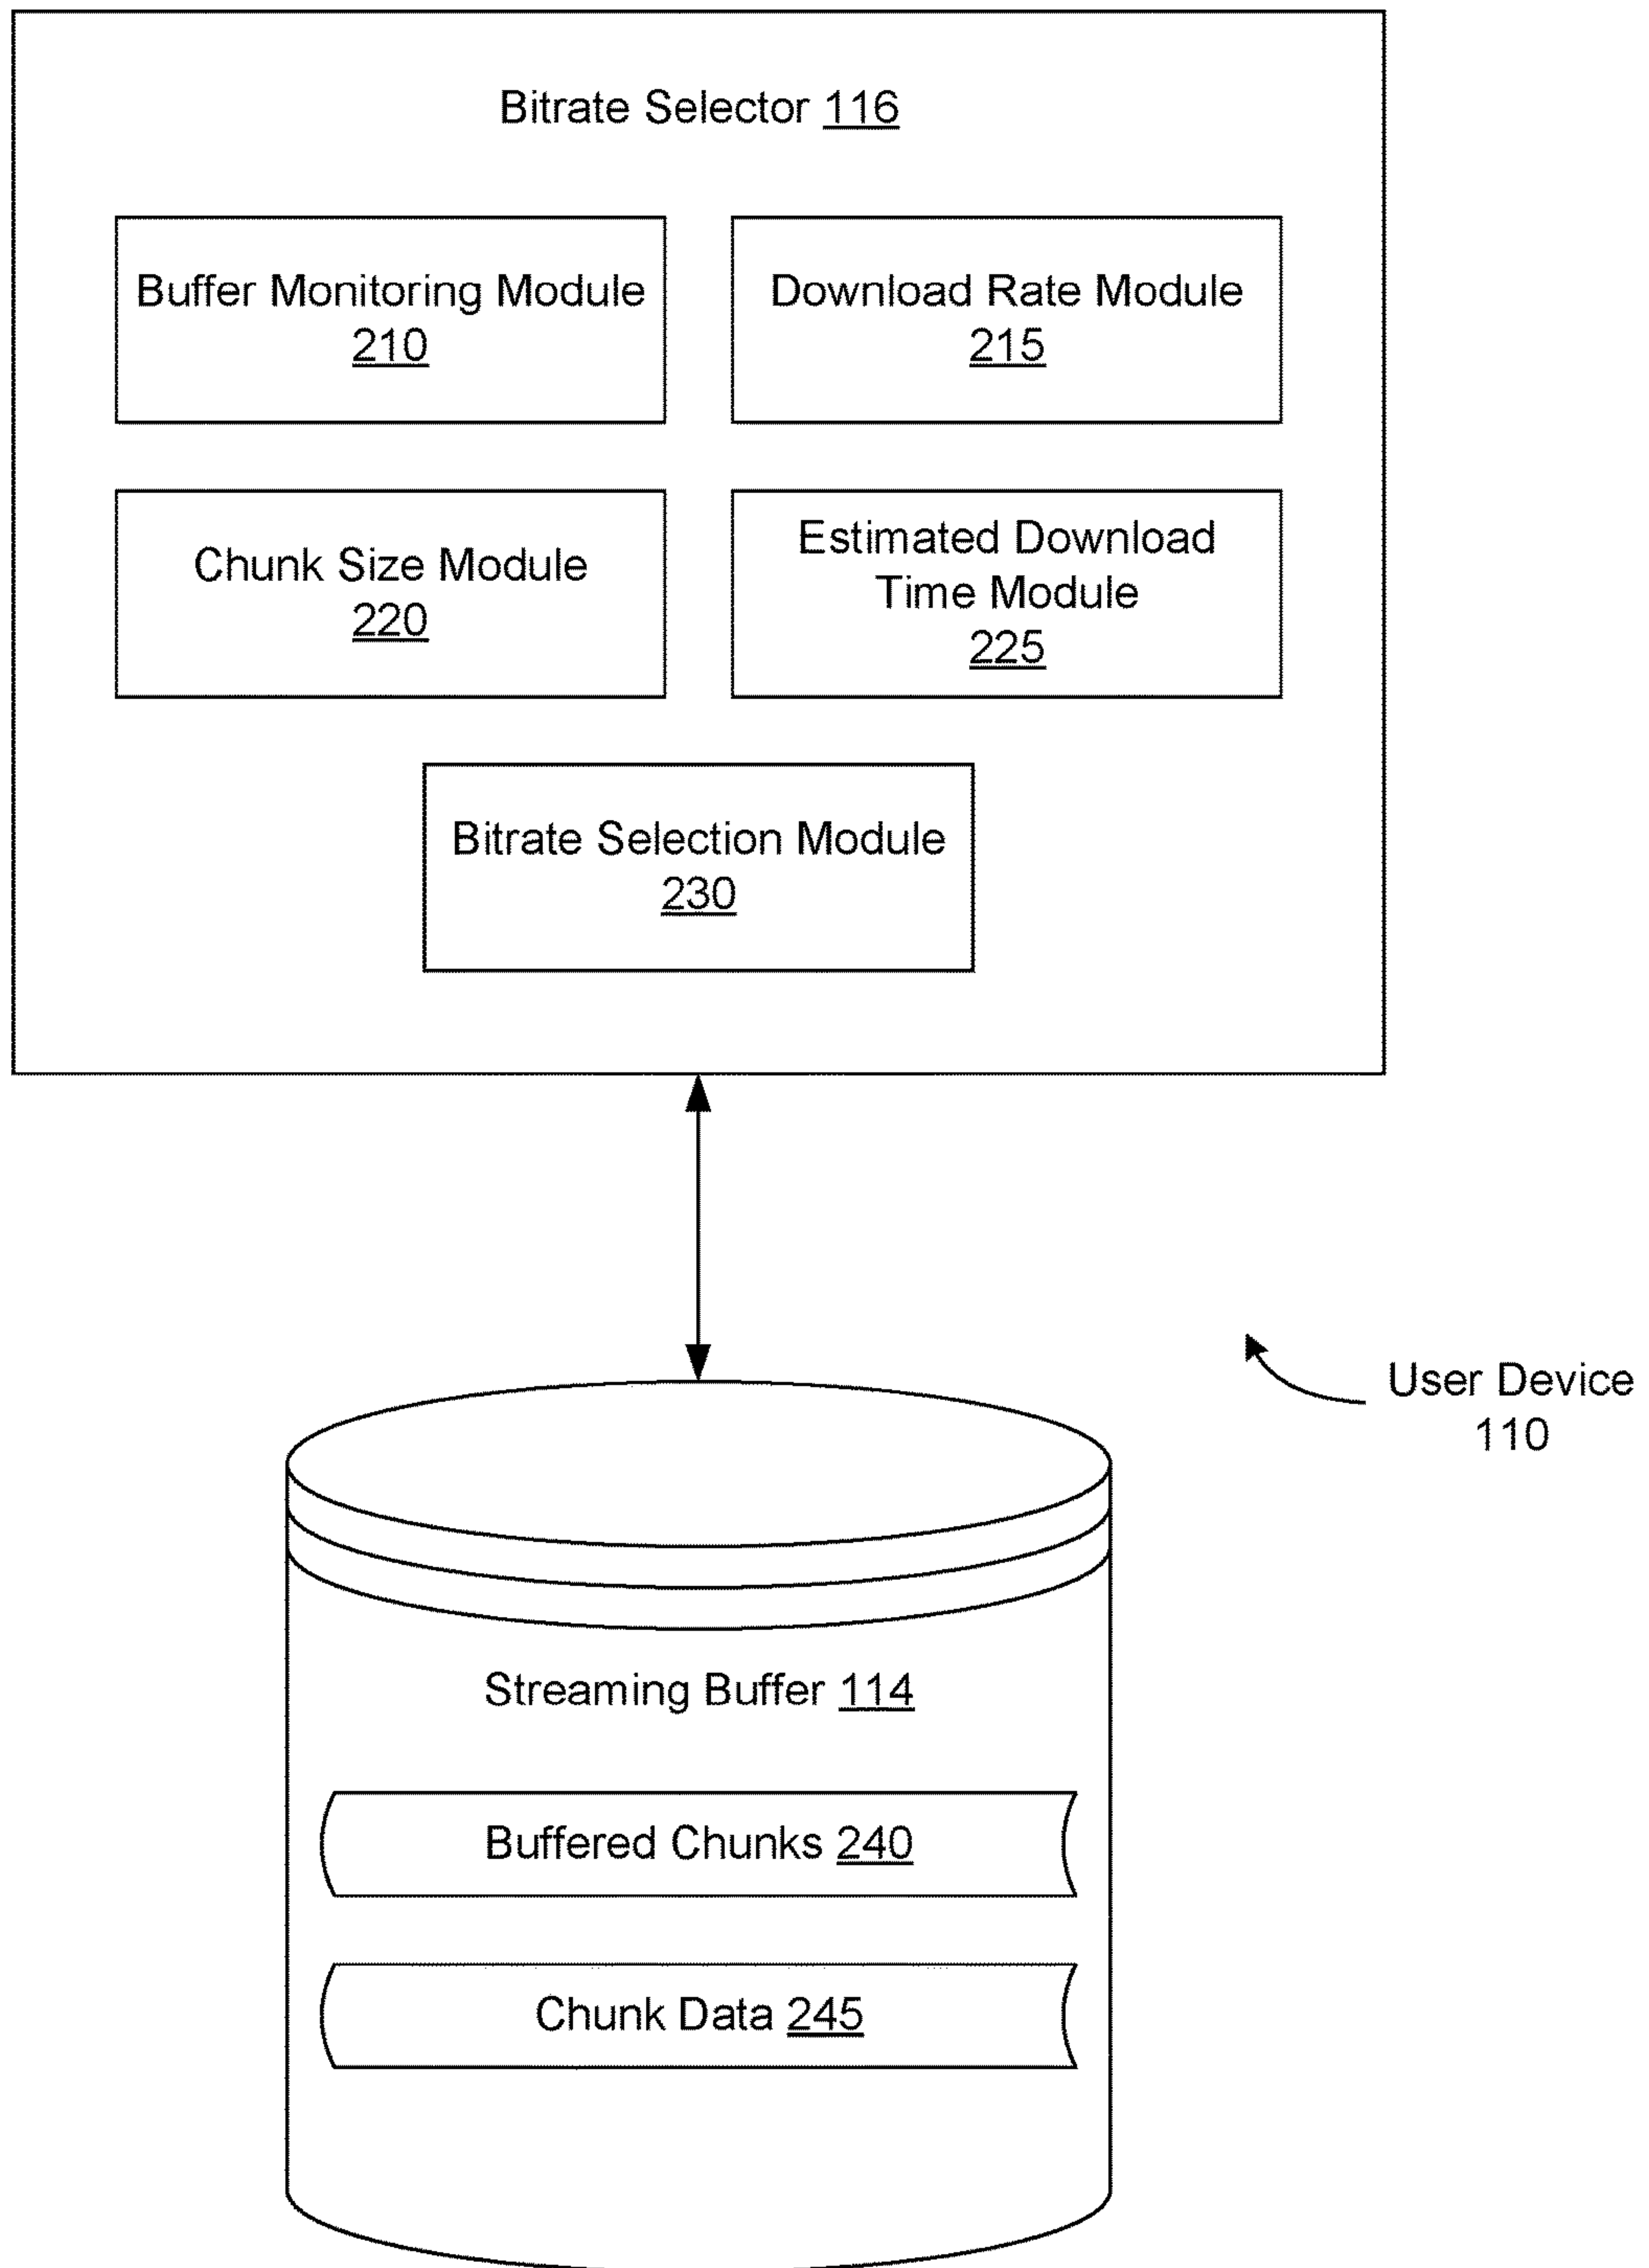 Bitrate Selector 116
Buffer Monitoring Module
210
Download Rate Module
215
Chunk Size Module
220
Estimated Download
Time Module
225
Bitrate Selection Module
230
User Device
110
Streaming Buffer 114
Buffered Chunks 240
Chunk Data 245